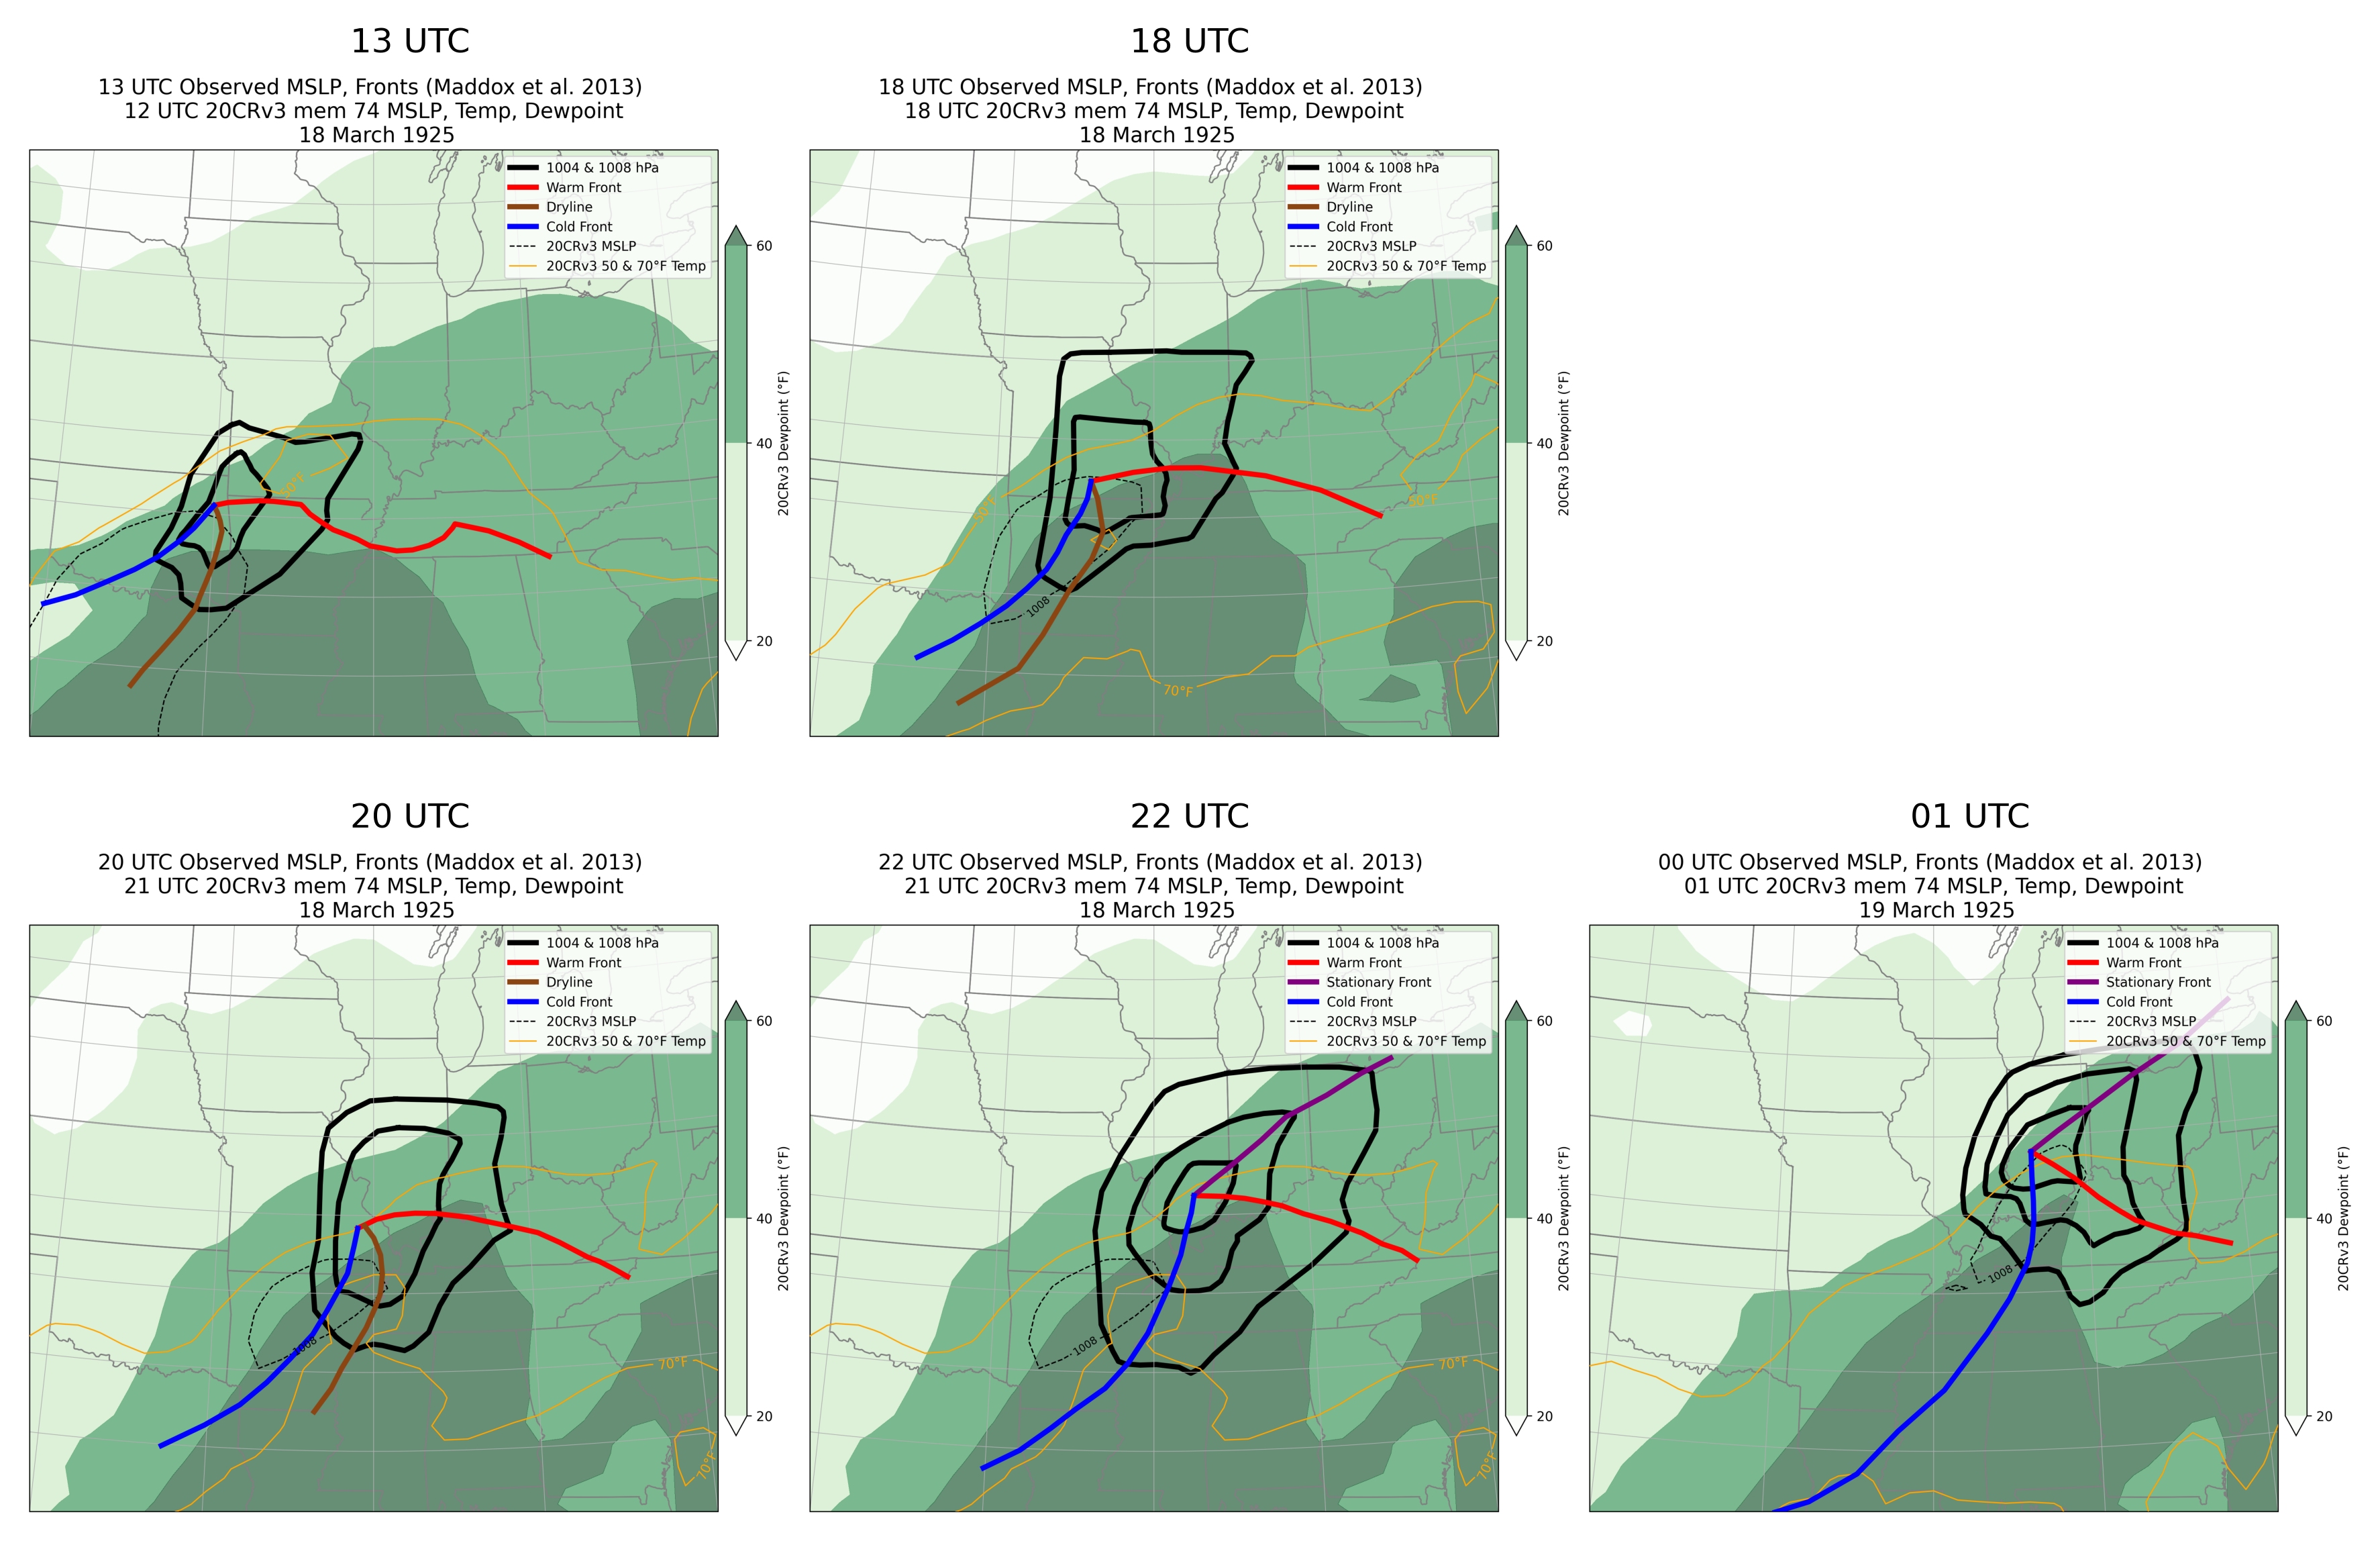 13 UTC
13 UTC Observed MSLP, Fronts (Maddox et al. 2013)
12 UTC 20CRv3 mem 74 MSLP, Temp, Dewpoint
18 March 1925
1004 & 1008 hPa
Warm Front
Dryline
Cold Front
20CRv3 MSLP
20CRv3 50 & 70°F Temp
50°F
60
40
20
20CRv3 Dewpoint (°F)
18 UTC
18 UTC Observed MSLP, Fronts (Maddox et al. 2013)
18 UTC 20CRv3 mem 74 MSLP, Temp, Dewpoint
18 March 1925
1004 & 1008 hPa
Warm Front
Dryline
Cold Front
20CRv3 MSLP
20CRv3 50 & 70°F Temp
50°F
50°F
1008
70°F
60
40
20
20CRv3 Dewpoint (°F)
20 UTC
20 UTC Observed MSLP, Fronts (Maddox et al. 2013)
21 UTC 20CRv3 mem 74 MSLP, Temp, Dewpoint
18 March 1925
1004 & 1008 hPa
Warm Front
Dryline
Cold Front
20CRv3 MSLP
20CRv3 50 & 70°F Temp
1008
70°F
70°F
60
40
20
20CRv3 Dewpoint (°F)
22 UTC
22 UTC Observed MSLP, Fronts (Maddox et al. 2013)
21 UTC 20CRv3 mem 74 MSLP, Temp, Dewpoint
18 March 1925
1004 & 1008 hPa
Warm Front
Stationary Front
Cold Front
20CRv3 MSLP
20CRv3 50 & 70°F Temp
1008
70°F
70°F
60
40
20
20CRv3 Dewpoint (°F)
01 UTC
00 UTC Observed MSLP, Fronts (Maddox et al. 2013)
01 UTC 20CRv3 mem 74 MSLP, Temp, Dewpoint
19 March 1925
1004 & 1008 hPa
Warm Front
Stationary Front
Cold Front
20CRv3 MSLP
20CRv3 50 & 70°F Temp
1008
60
40
20
20CRv3 Dewpoint (°F)